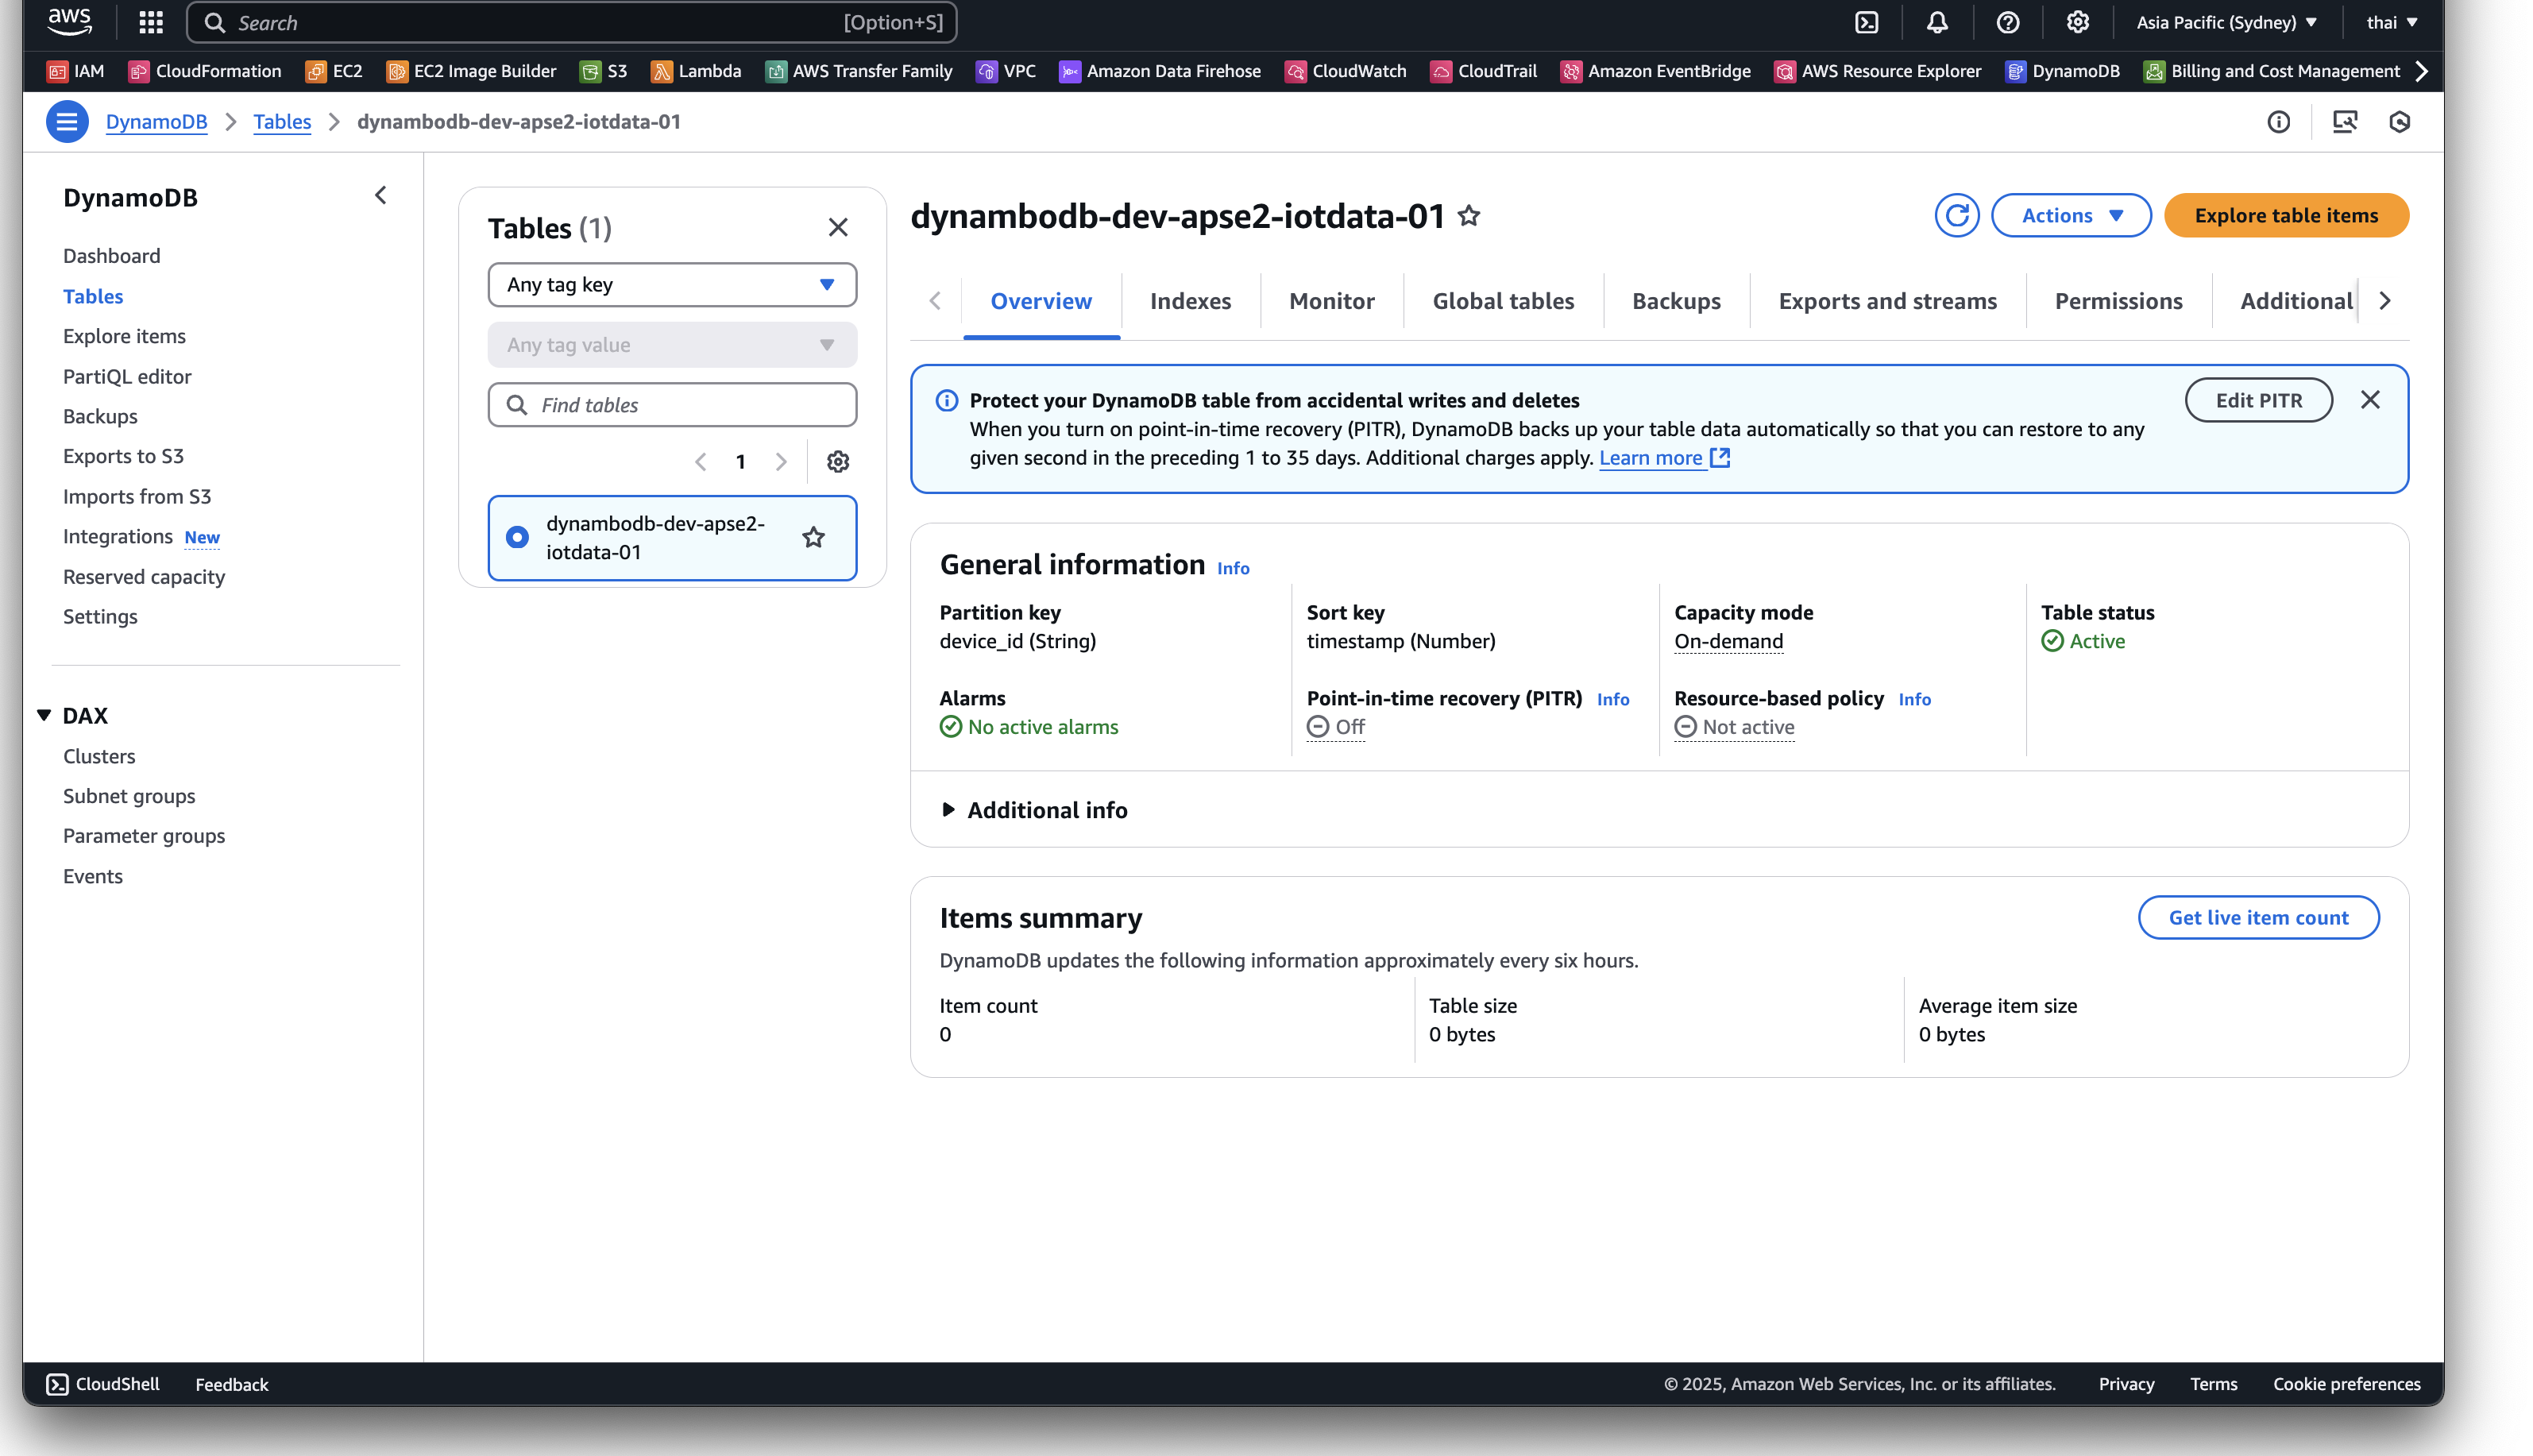 aws
Search [Option+S]
Asia Pacific (Sydney) thai
IAM CloudFormation EC2 EC2 Image Builder S3 Lambda AWS Transfer Family VPC Amazon Data Firehose CloudWatch CloudTrail Amazon EventBridge AWS Resource Explorer DynamoDB Billing and Cost Management
DynamoDB Tables dynambodb-dev-apse2-iotdata-01
DynamoDB
Dashboard
Tables
Explore items
PartiQL editor
Backups
Exports to S3
Imports from S3
Integrations New
Reserved capacity
Settings
DAX
Clusters
Subnet groups
Parameter groups
Events
Tables (1)
Any tag key
Any tag value
Find tables
1
dynambodb-dev-apse2-
iotdata-01
dynambodb-dev-apse2-iotdata-01
Actions
Explore table items
Overview Indexes Monitor Global tables Backups Exports and streams Permissions Additional
Protect your DynamoDB table from accidental writes and deletes
When you turn on point-in-time recovery (PITR), DynamoDB backs up your table data automatically so that you can restore to any
given second in the preceding 1 to 35 days. Additional charges apply. Learn more
Edit PITR
General information Info
Partition key
device_id (String)
Sort key
timestamp (Number)
Capacity mode
On-demand
Table status
Active
Alarms
No active alarms
Point-in-time recovery (PITR) Info
Off
Resource-based policy Info
Not active
Additional info
Items summary
Get live item count
DynamoDB updates the following information approximately every six hours.
Item count
0
Table size
0 bytes
Average item size
0 bytes
CloudShell Feedback
© 2025, Amazon Web Services, Inc. or its affiliates. Privacy Terms Cookie preferences